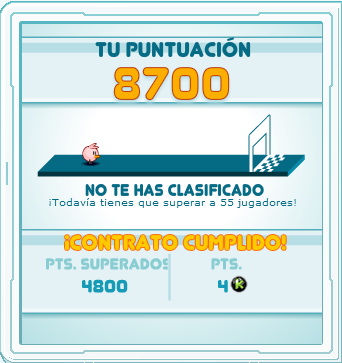 TU PUNTUACIÓN
8700
NO TE HAS CLASIFICADO
¡Todavía tienes que superar a 55 jugadores!
¡CONTRATO CUMPLIDO!
PTS. SUPERADOS PTS.
4800 4 K